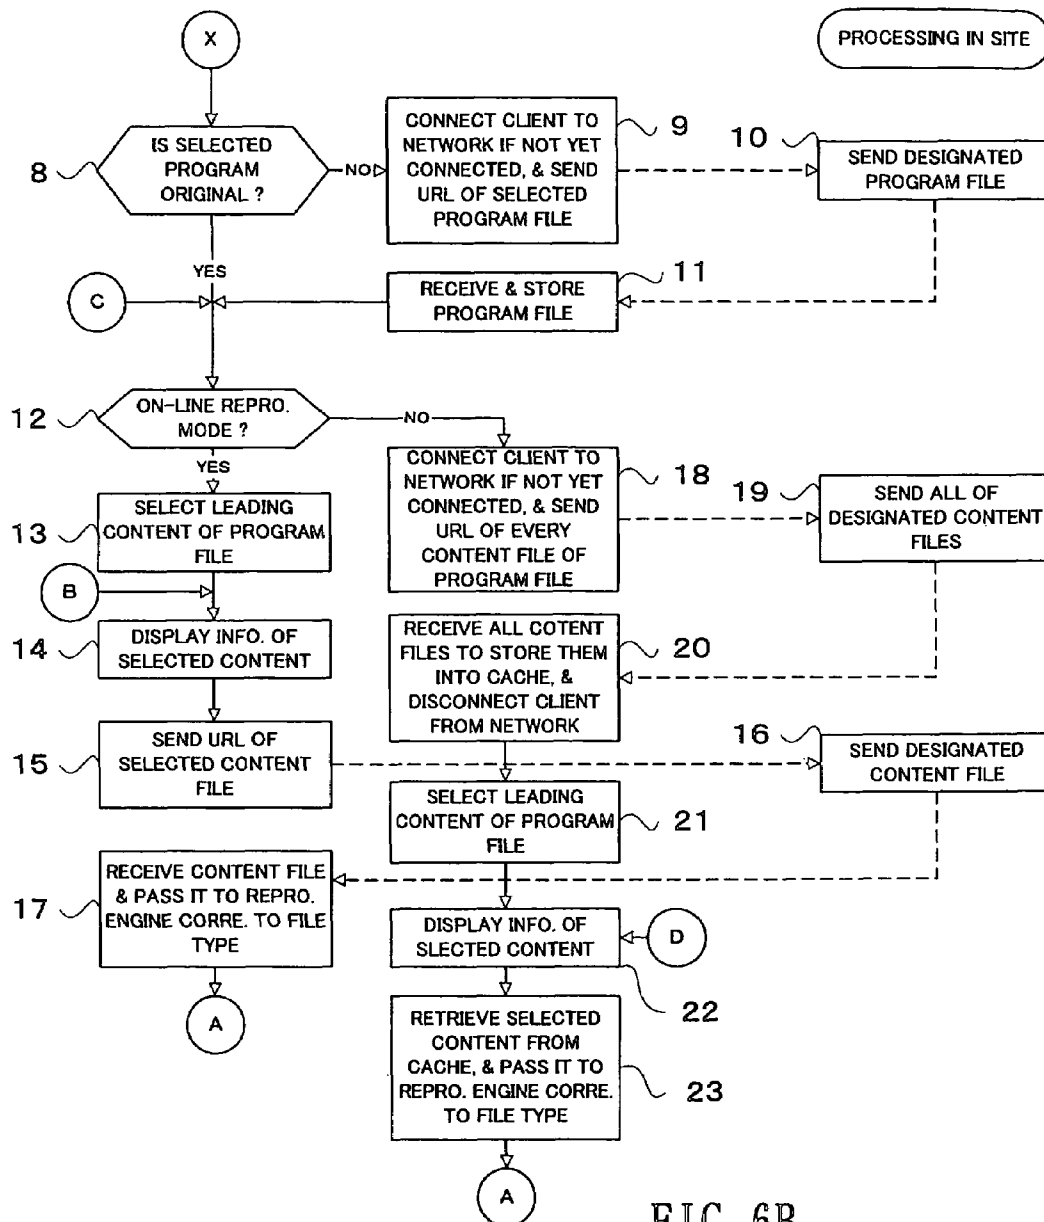 X
PROCESSING IN SITE
8
IS SELECTED
PROGRAM
ORIGINAL ?
NO
CONNECT CLIENT TO
NETWORK IF NOT YET
CONNECTED, & SEND
URL OF SELECTED
PROGRAM FILE
9
10
SEND DESIGNATED
PROGRAM FILE
YES
C
RECEIVE & STORE
PROGRAM FILE
11
12
ON-LINE REPRO.
MODE ?
NO
YES
13
SELECT LEADING
CONTENT OF PROGRAM
FILE
CONNECT CLIENT TO
NETWORK IF NOT YET
CONNECTED, & SEND
URL OF EVERY
CONTENT FILE OF
PROGRAM FILE
18
19
SEND ALL OF
DESIGNATED CONTENT
FILES
B
14
DISPLAY INFO. OF
SELECTED CONTENT
RECEIVE ALL COTENT
FILES TO STORE THEM
INTO CACHE, &
DISCONNECT CLIENT
FROM NETWORK
20
15
SEND URL OF
SELECTED CONTENT
FILE
16
SEND DESIGNATED
CONTENT FILE
SELECT LEADING
CONTENT OF PROGRAM
FILE
21
17
RECEIVE CONTENT FILE
& PASS IT TO REPRO.
ENGINE CORRE. TO FILE
TYPE
DISPLAY INFO. OF
SLECTED CONTENT
D
22
A
RETRIEVE SELECTED
CONTENT FROM
CACHE, & PASS IT TO
REPRO. ENGINE CORRE.
TO FILE TYPE
23
A
FIG. 6B